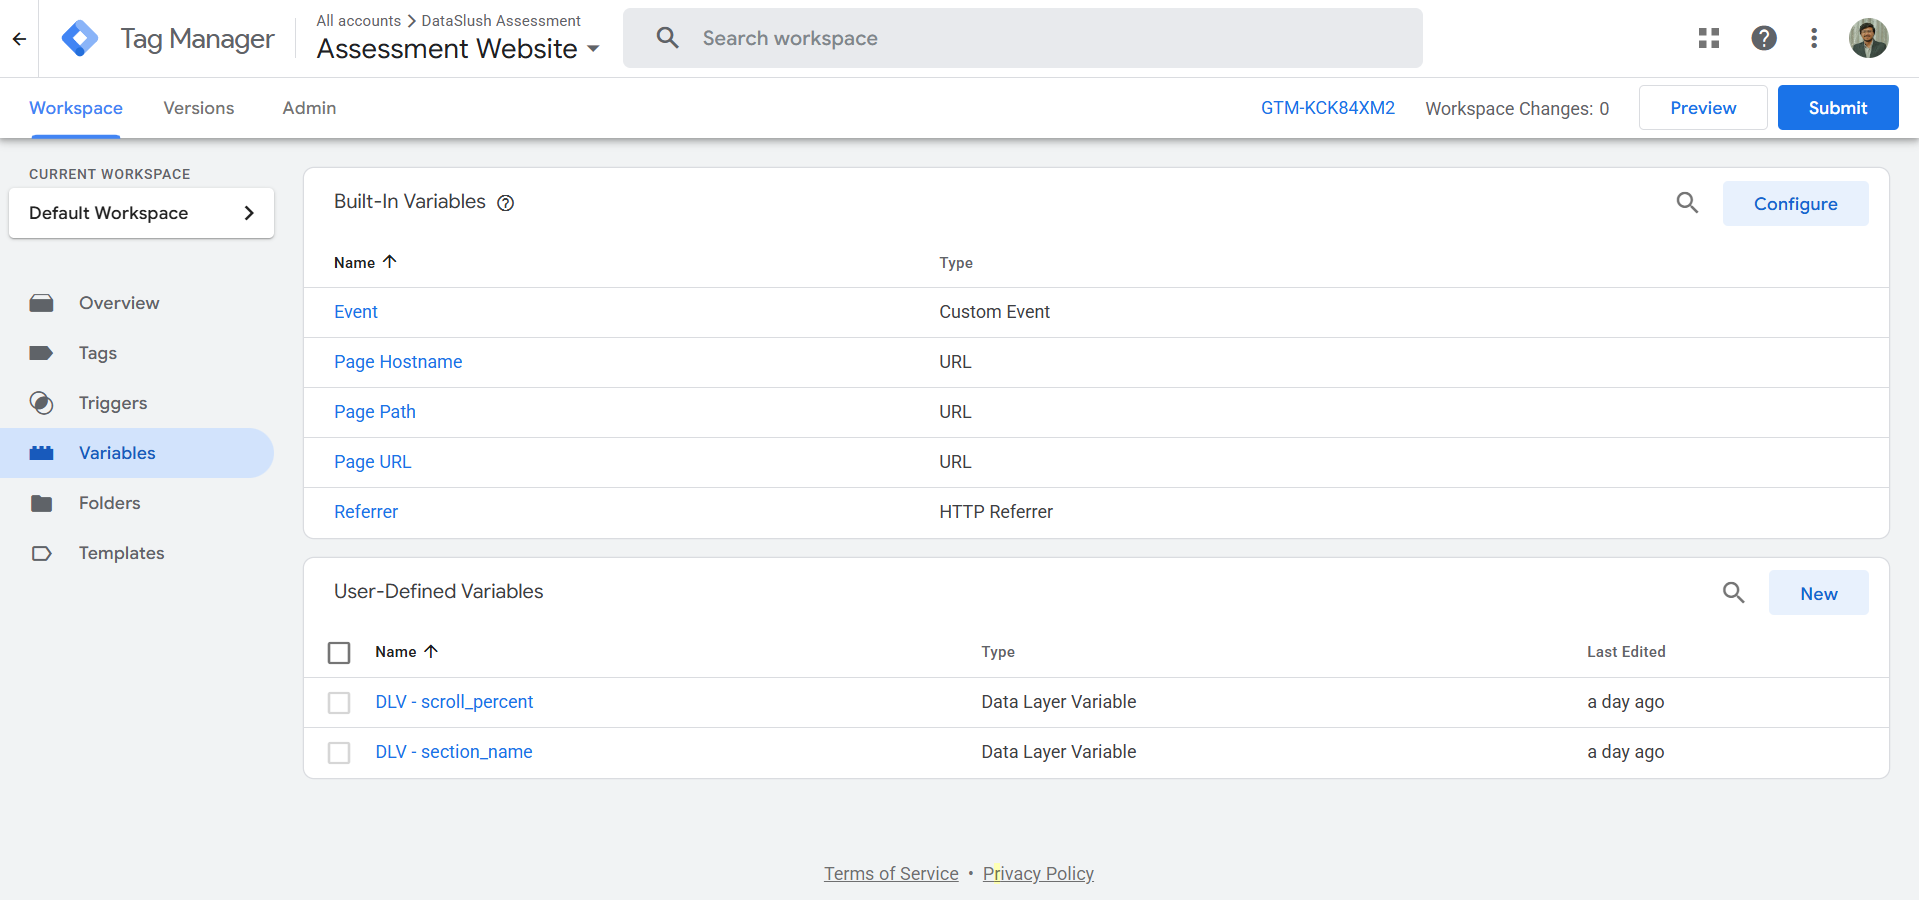 Tag Manager
All accounts > DataSlush Assessment
Assessment Website
Search workspace
Workspace Versions Admin
GTM-KCK84XM2 Workspace Changes: 0 Preview Submit
CURRENT WORKSPACE
Default Workspace
Overview
Tags
Triggers
Variables
Folders
Templates
Built-In Variables
Configure
Name Type
Event Custom Event
Page Hostname URL
Page Path URL
Page URL URL
Referrer HTTP Referrer
User-Defined Variables
New
Name Type Last Edited
DLV - scroll_percent Data Layer Variable a day ago
DLV - section_name Data Layer Variable a day ago
Terms of Service • Privacy Policy